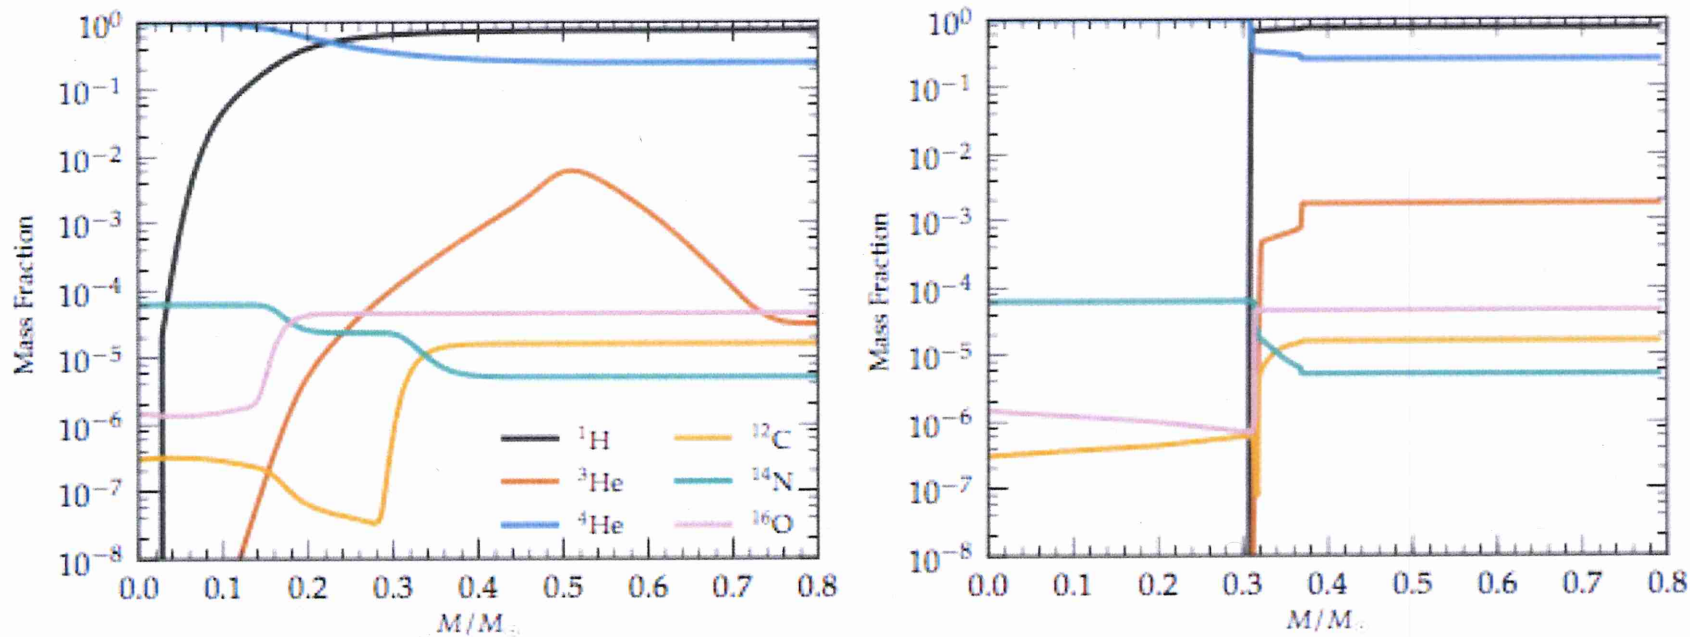 10⁰
10⁻¹
10⁻²
10⁻³
10⁻⁴
10⁻⁵
10⁻⁶
10⁻⁷
10⁻⁸
Mass Fraction
¹H
³He
⁴He
¹²C
¹⁴N
¹⁶O
0.0 0.1 0.2 0.3 0.4 0.5 0.6 0.7 0.8
M/M
10⁰
10⁻¹
10⁻²
10⁻³
10⁻⁴
10⁻⁵
10⁻⁶
10⁻⁷
10⁻⁸
Mass Fraction
0.0 0.1 0.2 0.3 0.4 0.5 0.6 0.7 0.8
M/M